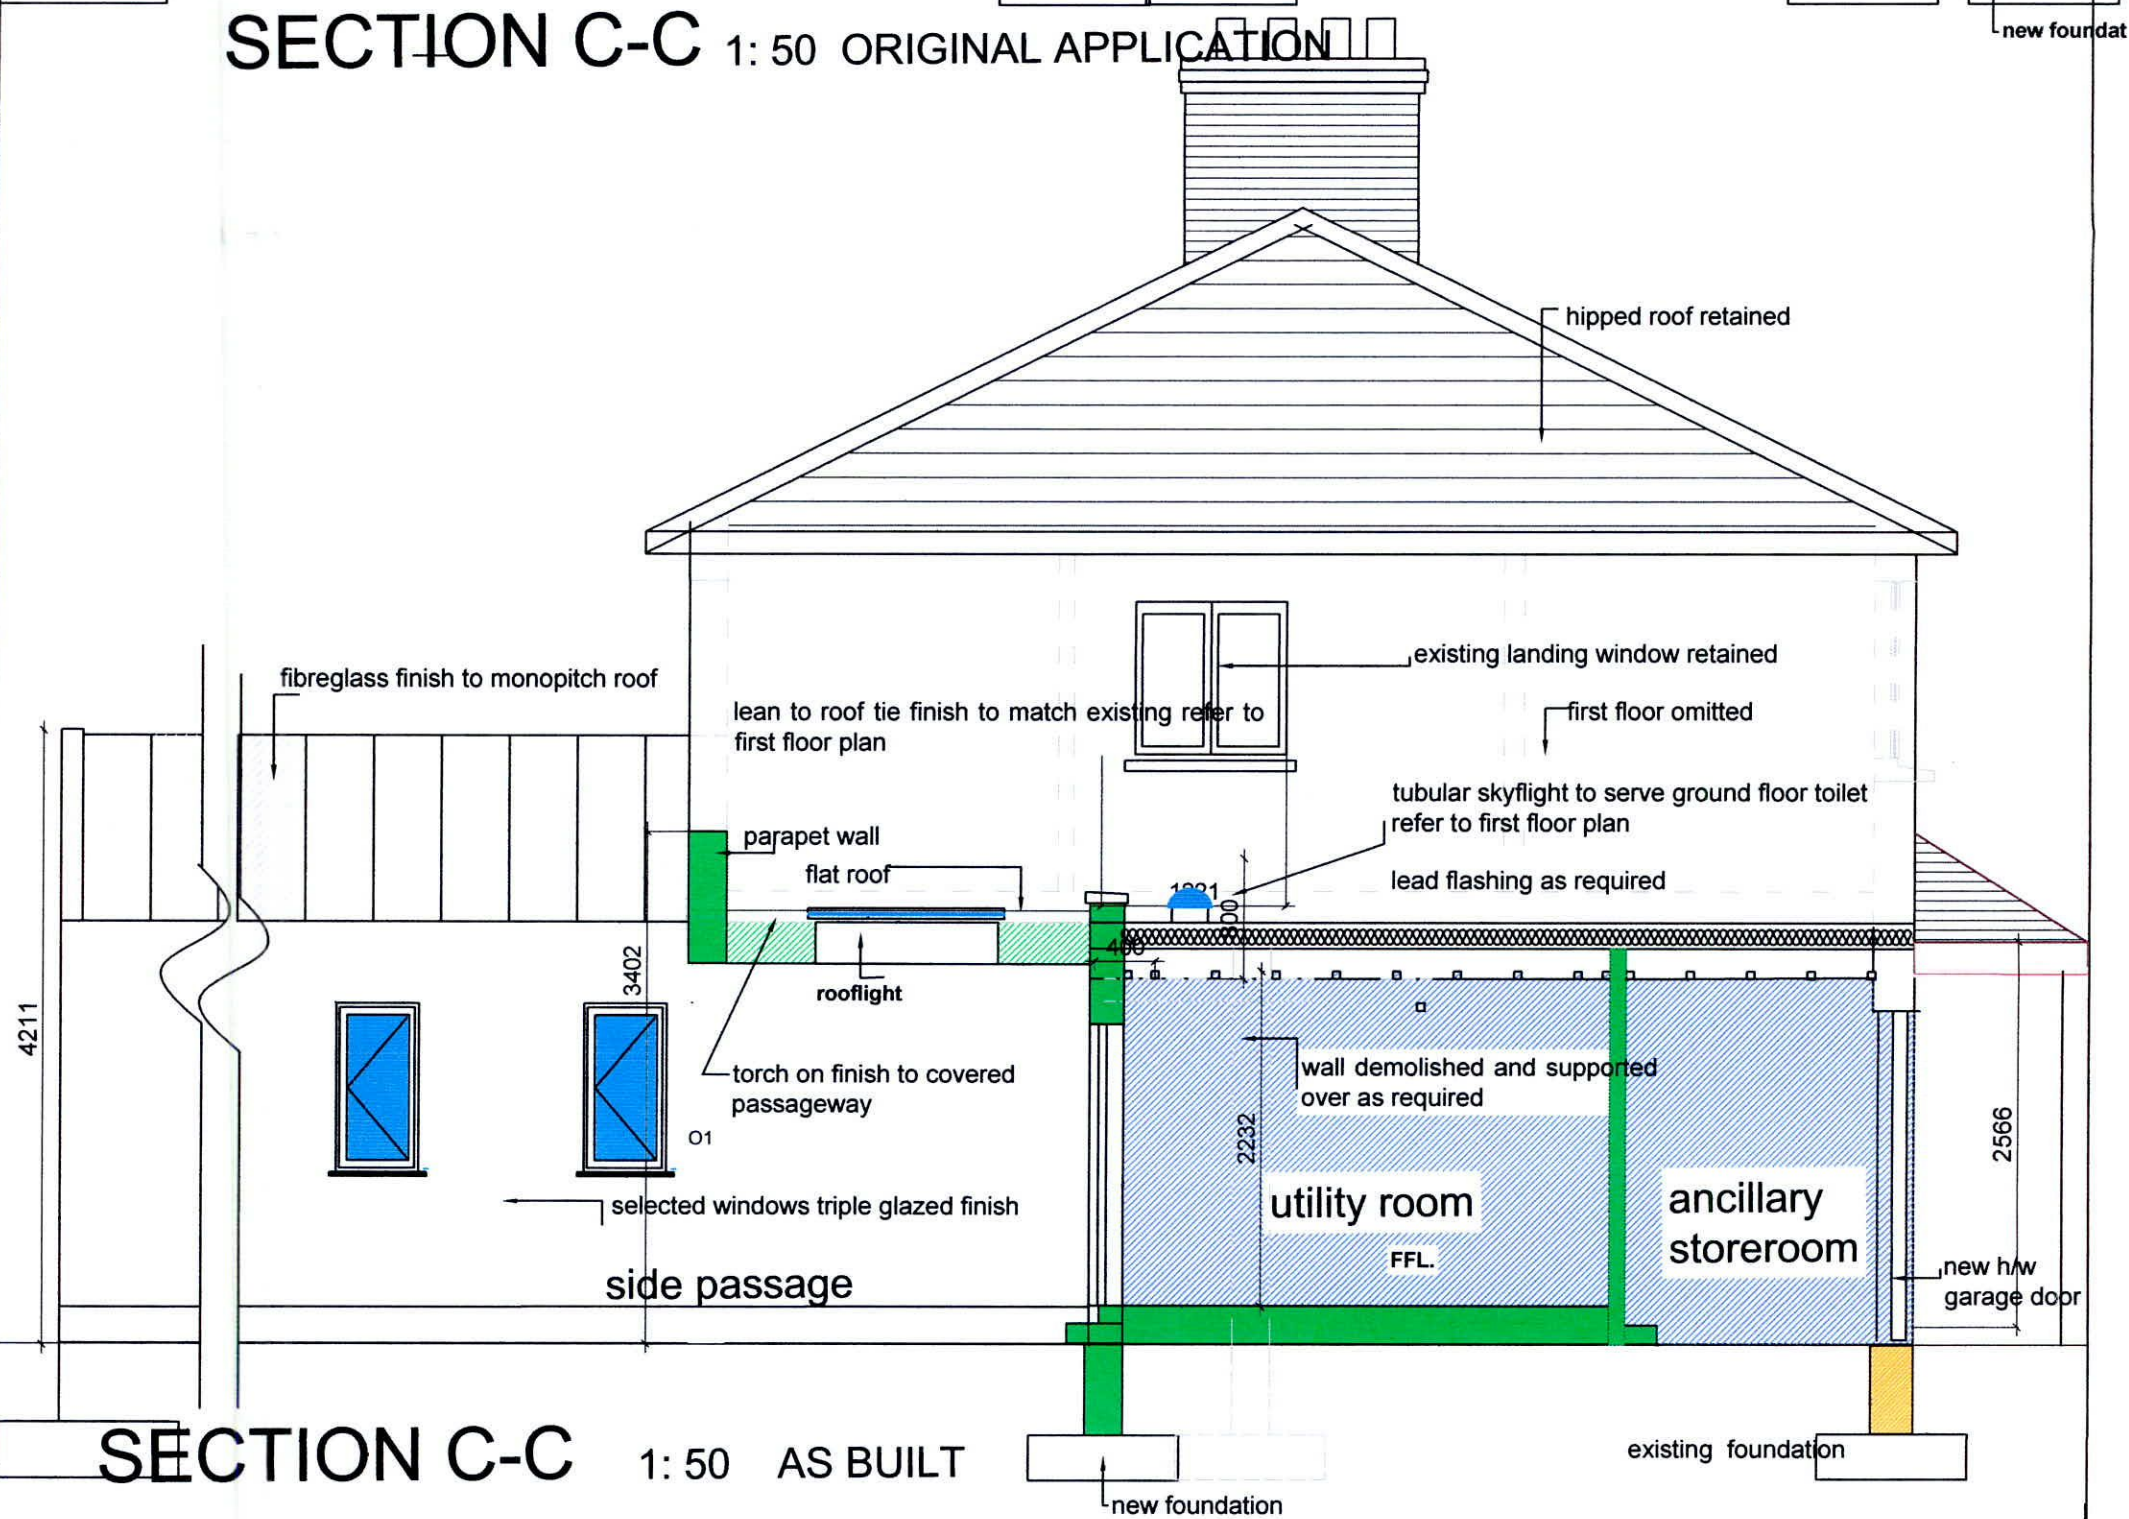 SECTION C-C 1: 50 ORIGINAL APPLICATION
new foundat
hipped roof retained
existing landing window retained
fibreglass finish to monopitch roof
lean to roof tie finish to match existing refer to
first floor plan
first floor omitted
tubular skyflight to serve ground floor toilet
refer to first floor plan
parapet wall
flat roof
lead flashing as required
1221
800
400
3402
4211
rooflight
torch on finish to covered
passageway
wall demolished and supported
over as required
O1
2232
2566
selected windows triple glazed finish
utility room
FFL.
ancillary
storeroom
side passage
new h/w
garage door
SECTION C-C 1: 50 AS BUILT
existing foundation
new foundation